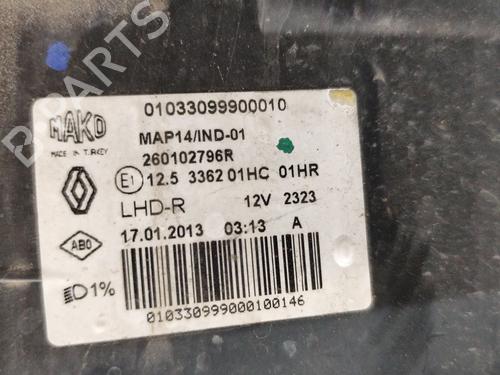 B PARTS
MAKO
MADE IN TURKEY
01033099900010
MAP14/IND-01
260102796R
E1 12.5 3362 01HC 01HR
LHD-R 12V 2323
ABO
17.01.2013 03:13 A
1%
010330999000100146